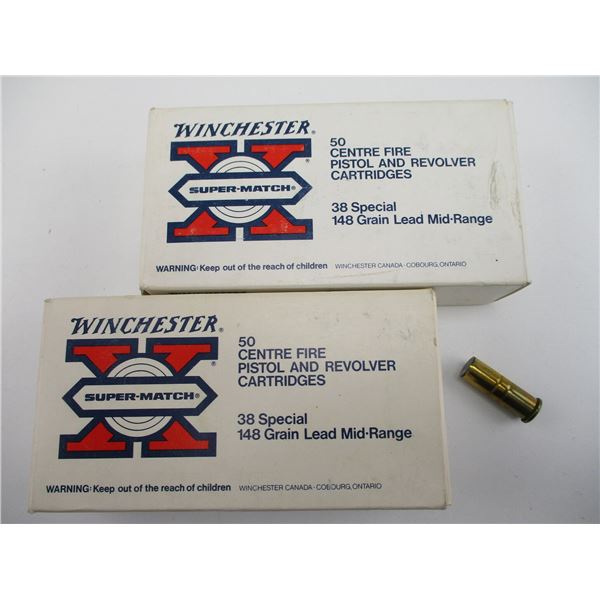 WINCHESTER®
SUPER-MATCH®
50
CENTRE FIRE
PISTOL AND REVOLVER
CARTRIDGES
38 Special
148 Grain Lead Mid-Range
WARNING: Keep out of the reach of children WINCHESTER CANADA - COBOURG, ONTARIO
WINCHESTER®
SUPER-MATCH®
50
CENTRE FIRE
PISTOL AND REVOLVER
CARTRIDGES
38 Special
148 Grain Lead Mid-Range
WARNING: Keep out of the reach of children WINCHESTER CANADA - COBOURG, ONTARIO